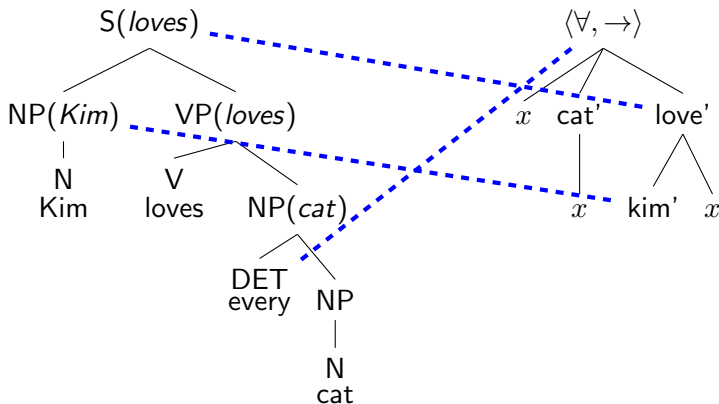 S(loves) ⟨∀, →⟩
NP(Kim) VP(loves) x cat' love'
N V
Kim loves NP(cat) x kim' x
DET
every NP
N
cat